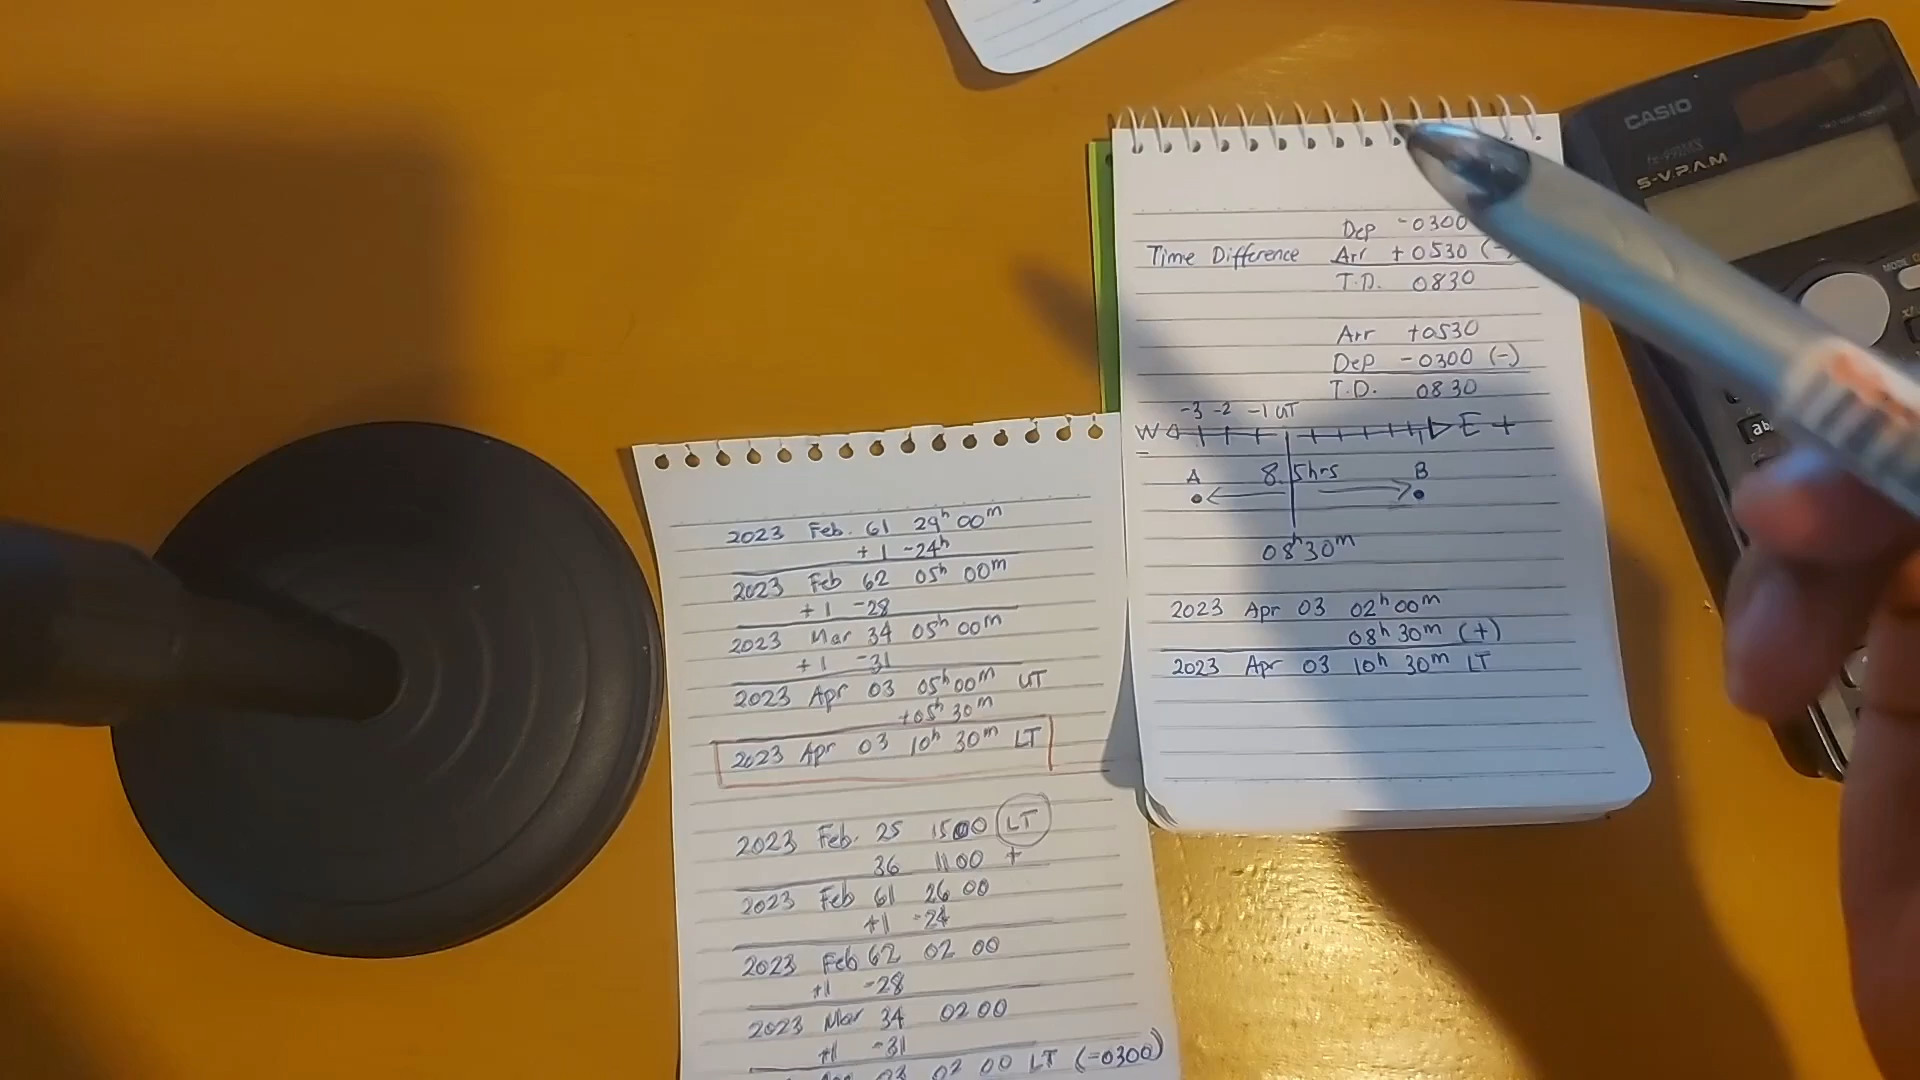 2023 Feb. 61 29ʰ 00ᵐ
+1 -24ʰ
2023 Feb 62 05ʰ 00ᵐ
+1 -28
2023 Mar 34 05ʰ 00ᵐ
+1 -31
2023 Apr 03 05ʰ 00ᵐ UT
+05ʰ 30ᵐ
2023 Apr 03 10ʰ 30ᵐ LT
2023 Feb. 25 1500 LT
36 1100 +
2023 Feb 61 26 00
+1 -24
2023 Feb 62 02 00
+1 -28
2023 Mar 34 02 00
+1 -31
03 02 00 LT (-0300)
Dep -0300
Time Difference Arr +0530 (-
T.D. 0830
Arr +0530
Dep -0300 (-)
T.D. 0830
-3 -2 -1 UT
W E +
A 8.5hrs B
08ʰ30ᵐ
2023 Apr 03 02ʰ00ᵐ
08ʰ 30ᵐ (+)
2023 Apr 03 10ʰ 30ᵐ LT
CASIO
fx-991MS
S-V.P.A.M.